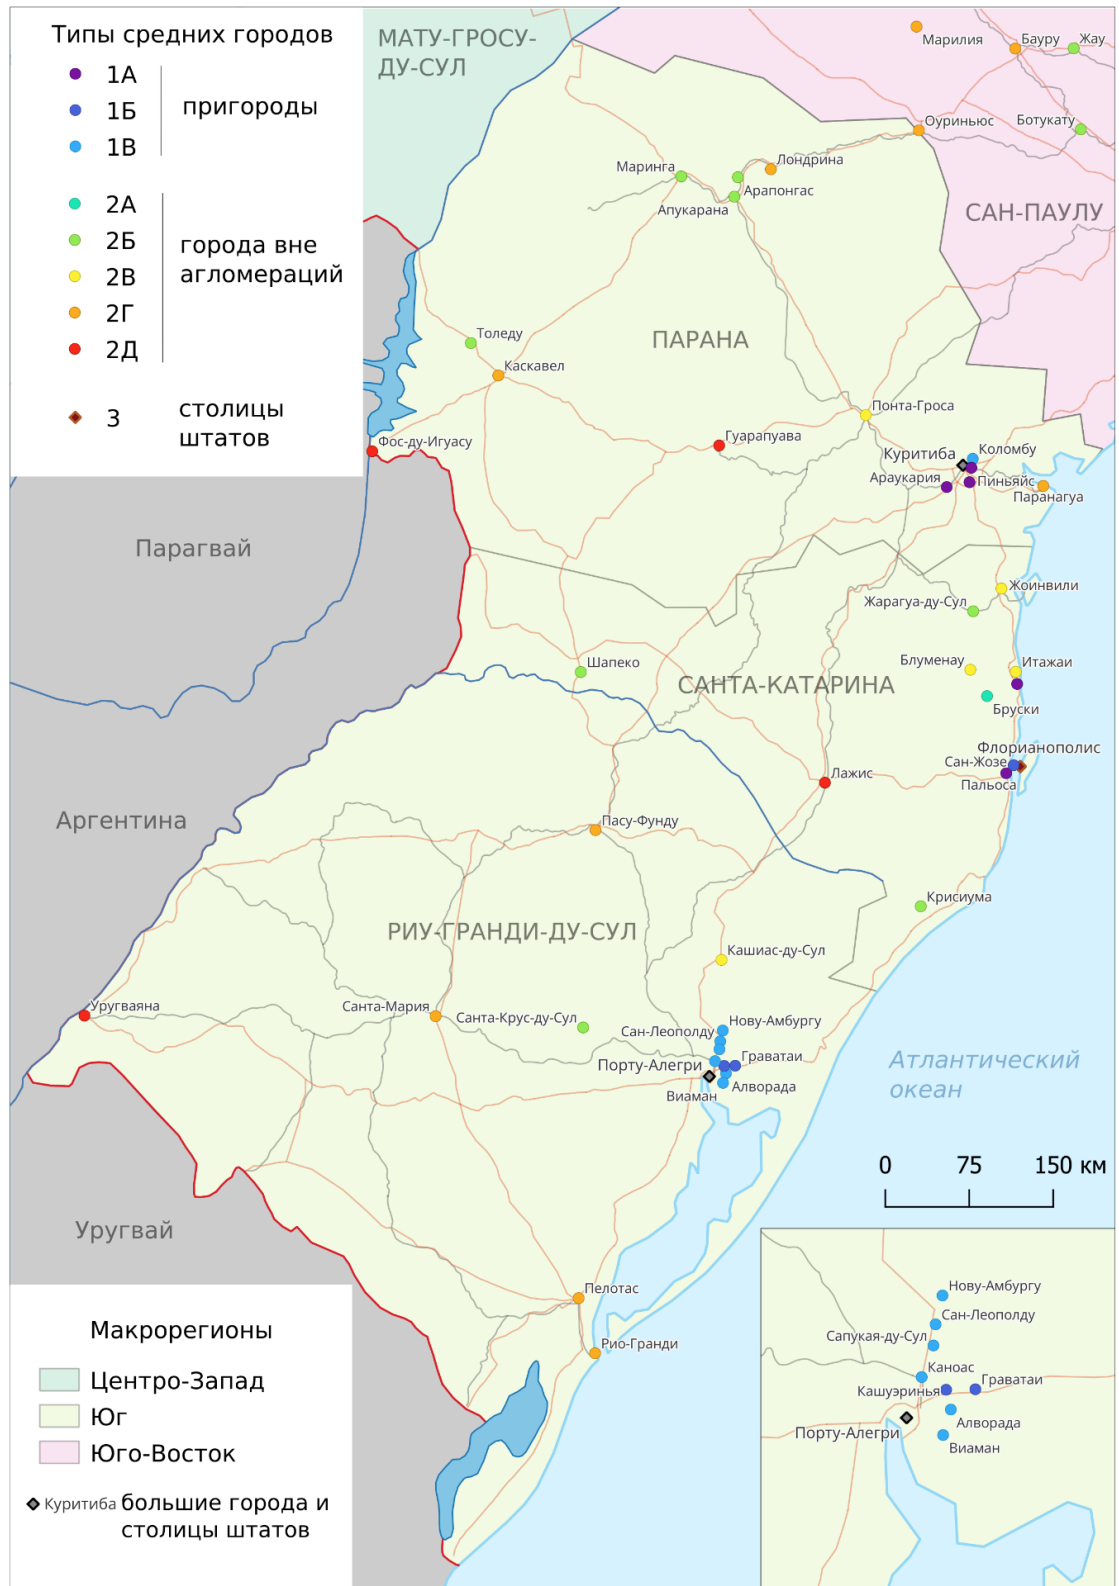 Типы средних городов
1А
1Б
1В
пригороды
2А
2Б
2В
2Г
2Д
города вне
агломераций
3
столицы
штатов
МАТУ-ГРОСУ-
ДУ-СУЛ
Марилия
Бауру
Жау
Оуриньюс
Ботукату
САН-ПАУЛУ
Маринга
Лондрина
Арапонгас
Апукарана
ПАРАНА
Толеду
Каскавел
Понта-Гроса
Фос-ду-Игуасу
Гуарапуава
Куритиба
Коломбу
Араукария
Пиньяйс
Паранагуа
Парагвай
Жоинвили
Жарагуа-ду-Сул
Шапеко
Блуменау
Итажаи
САНТА-КАТАРИНА
Бруски
Флорианополис
Сан-Жозе
Пальоса
Лажис
Аргентина
Пасу-Фунду
Крисиума
РИУ-ГРАНДИ-ДУ-СУЛ
Кашиас-ду-Сул
Уругваяна
Санта-Мария
Санта-Крус-ду-Сул
Нову-Амбургу
Сан-Леополду
Порту-Алегри
Граватаи
Виаман
Алворада
Атлантический
океан
0 75 150 км
Уругвай
Пелотас
Рио-Гранди
Нову-Амбургу
Сан-Леополду
Сапукая-ду-Сул
Каноас
Кашуэринья
Граватаи
Алворада
Порту-Алегри
Виаман
Макрорегионы
Центро-Запад
Юг
Юго-Восток
Куритиба большие города и
столицы штатов